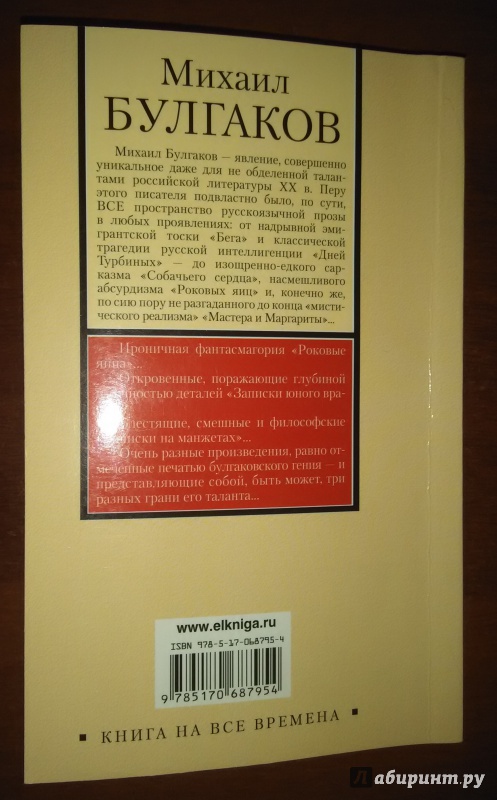 Михаил
БУЛГАКОВ
Михаил Булгаков — явление, совершенно
уникальное даже для не обделенной талан-
тами российской литературы XX в. Перу
этого писателя подвластно было, по сути,
ВСЕ пространство русскоязычной прозы
в любых проявлениях: от надрывной эми-
грантской тоски «Бега» и классической
трагедии русской интеллигенции «Дней
Турбиных» — до изощренно-едкого сар-
казма «Собачьего сердца», насмешливого
абсурдизма «Роковых яиц» и, конечно же,
по сию пору не разгаданного до конца «мисти-
ческого реализма» «Мастера и Маргариты»...
Ироничная фантасмагория «Роковые
яйца»...
Откровенные, поражающие глубиной
деталей «Записки юного вра-
смешные и философские
на манжетах»...
Очень разные произведения, равно от-
меченные печатью булгаковского гения — и
представляющие собой, быть может, три
разных грани его таланта...
www.elkniga.ru
ISBN 978-5-17-068795-4
9 785170 687954
▪ КНИГА НА ВСЕ ВРЕМЕНА ▪
абиринт.ру